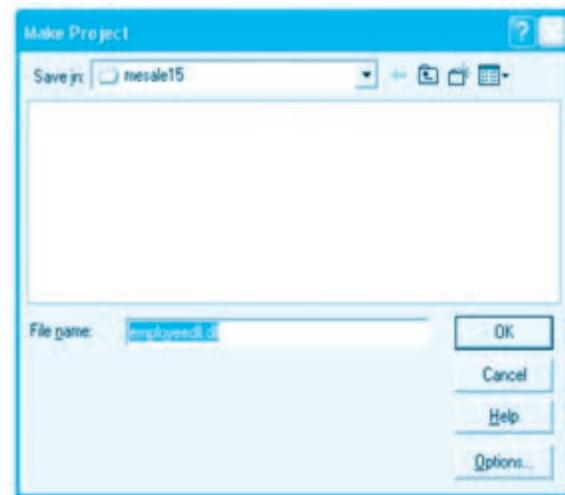 Make Project
Save in: mesale15
File name: employeedll.dll
OK
Cancel
Help
Options...